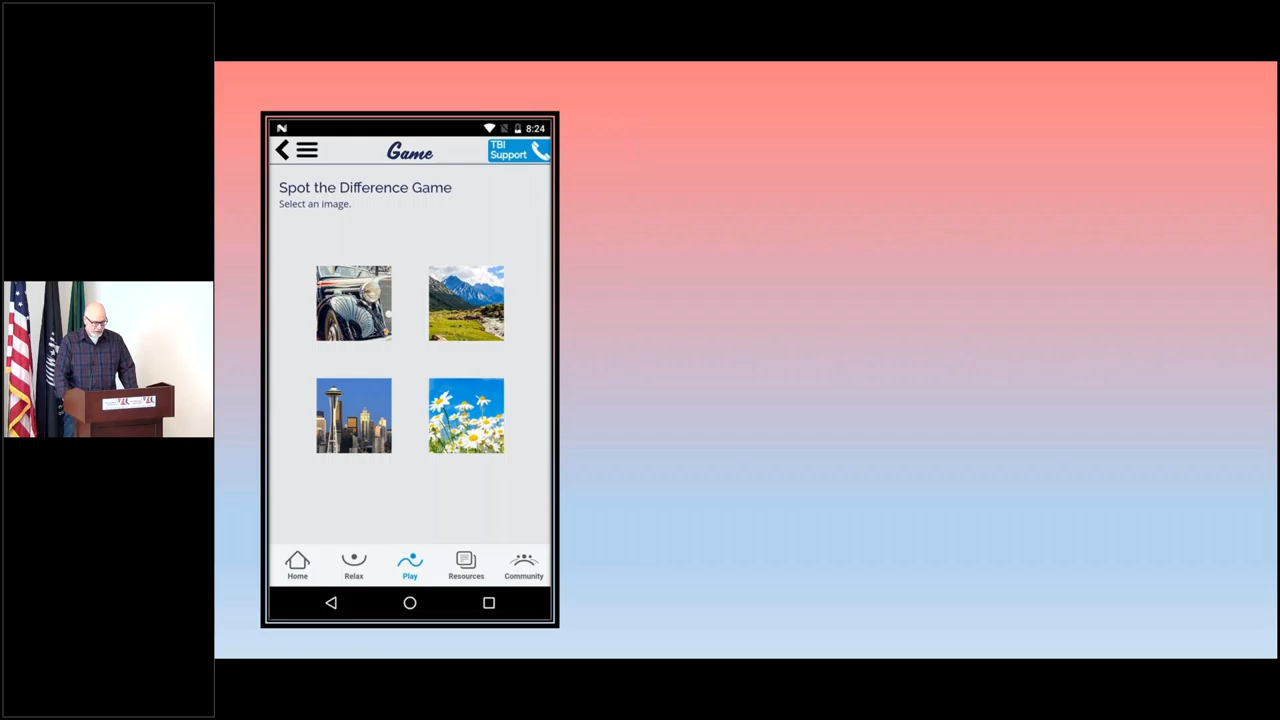 8:24
Game
TBI
Support
Spot the Difference Game
Select an image.
Home
Relax
Play
Resources
Community